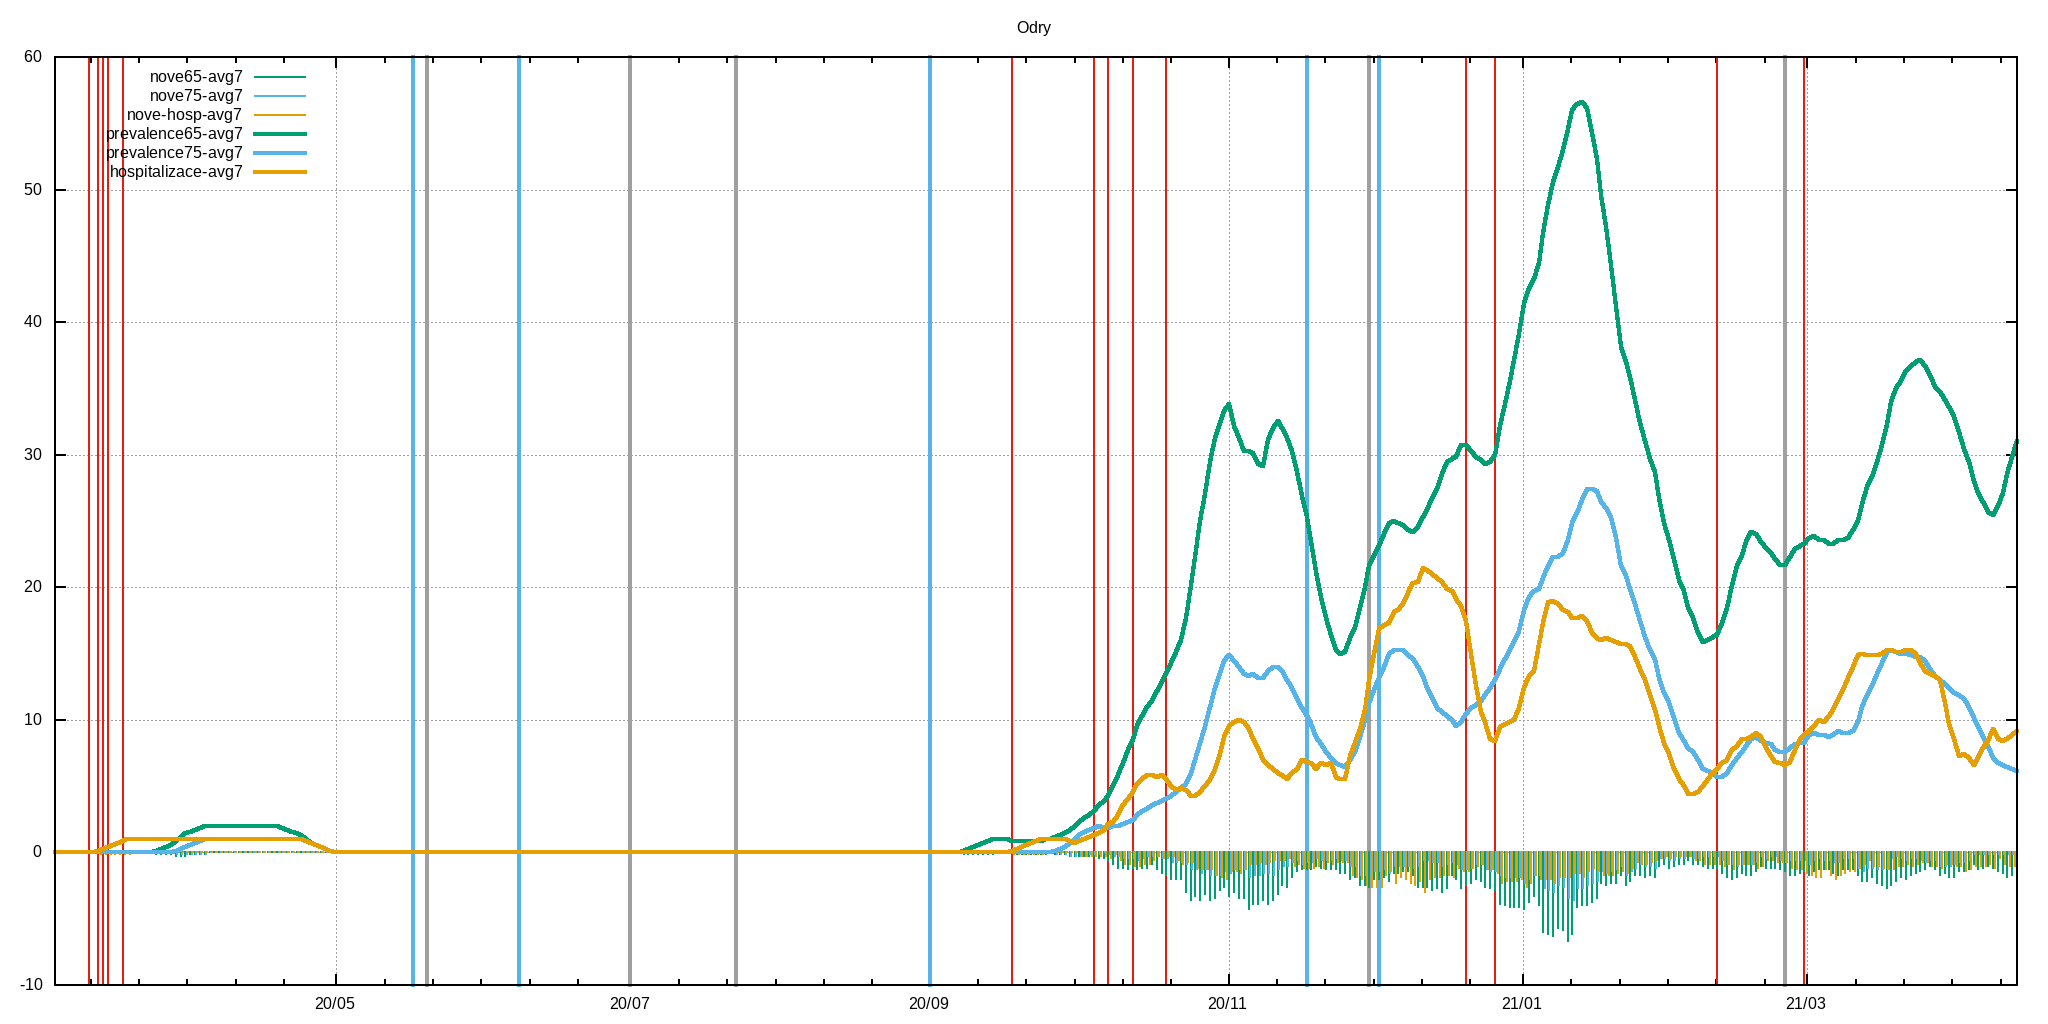 Odry
60
nove65-avg7
nove75-avg7
nove-hosp-avg7
prevalence65-avg7
prevalence75-avg7
hospitalizace-avg7
50
40
30
20
10
0
-10
20/05
20/07
20/09
20/11
21/01
21/03